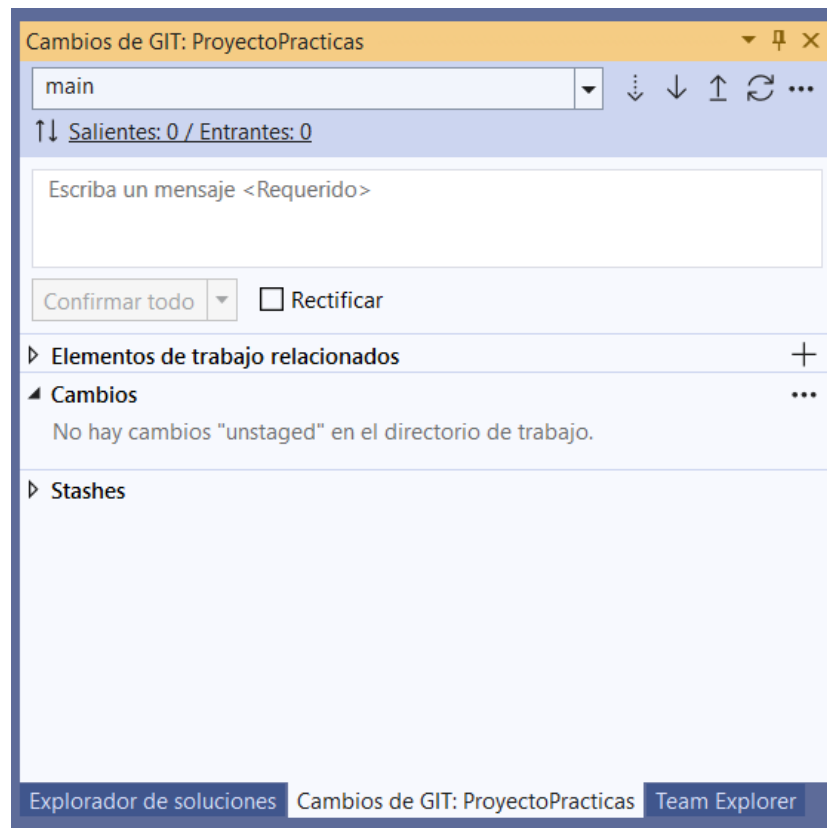 Cambios de GIT: ProyectoPracticas
main
Salientes: 0 / Entrantes: 0
Escriba un mensaje <Requerido>
Confirmar todo
Rectificar
Elementos de trabajo relacionados
Cambios
No hay cambios "unstaged" en el directorio de trabajo.
Stashes
Explorador de soluciones Cambios de GIT: ProyectoPracticas Team Explorer